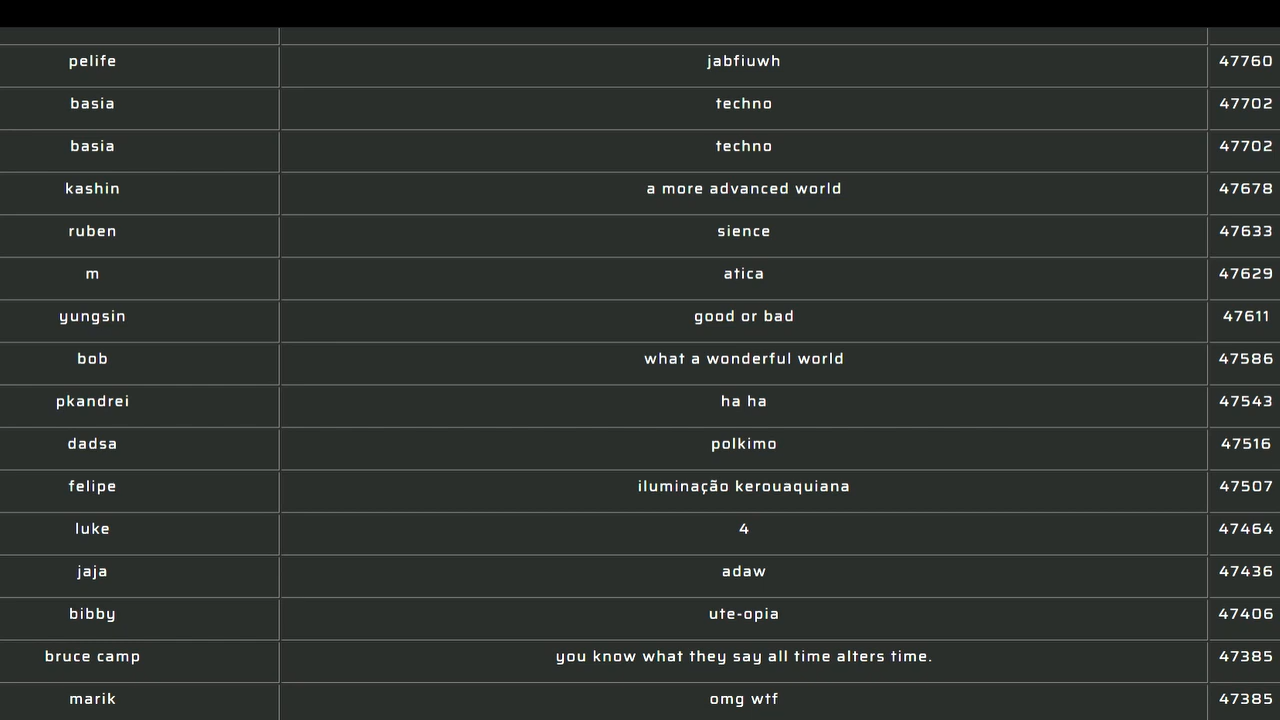 pelife jabfiuwh 47760
basia techno 47702
basia techno 47702
kashin a more advanced world 47678
ruben sience 47633
m atica 47629
yungsin good or bad 47611
bob what a wonderful world 47586
pkandrei ha ha 47543
dadsa polkimo 47516
felipe iluminação kerouaquiana 47507
luke 4 47464
jaja adaw 47436
bibby ute-opia 47406
bruce camp you know what they say all time alters time. 47385
marik omg wtf 47385